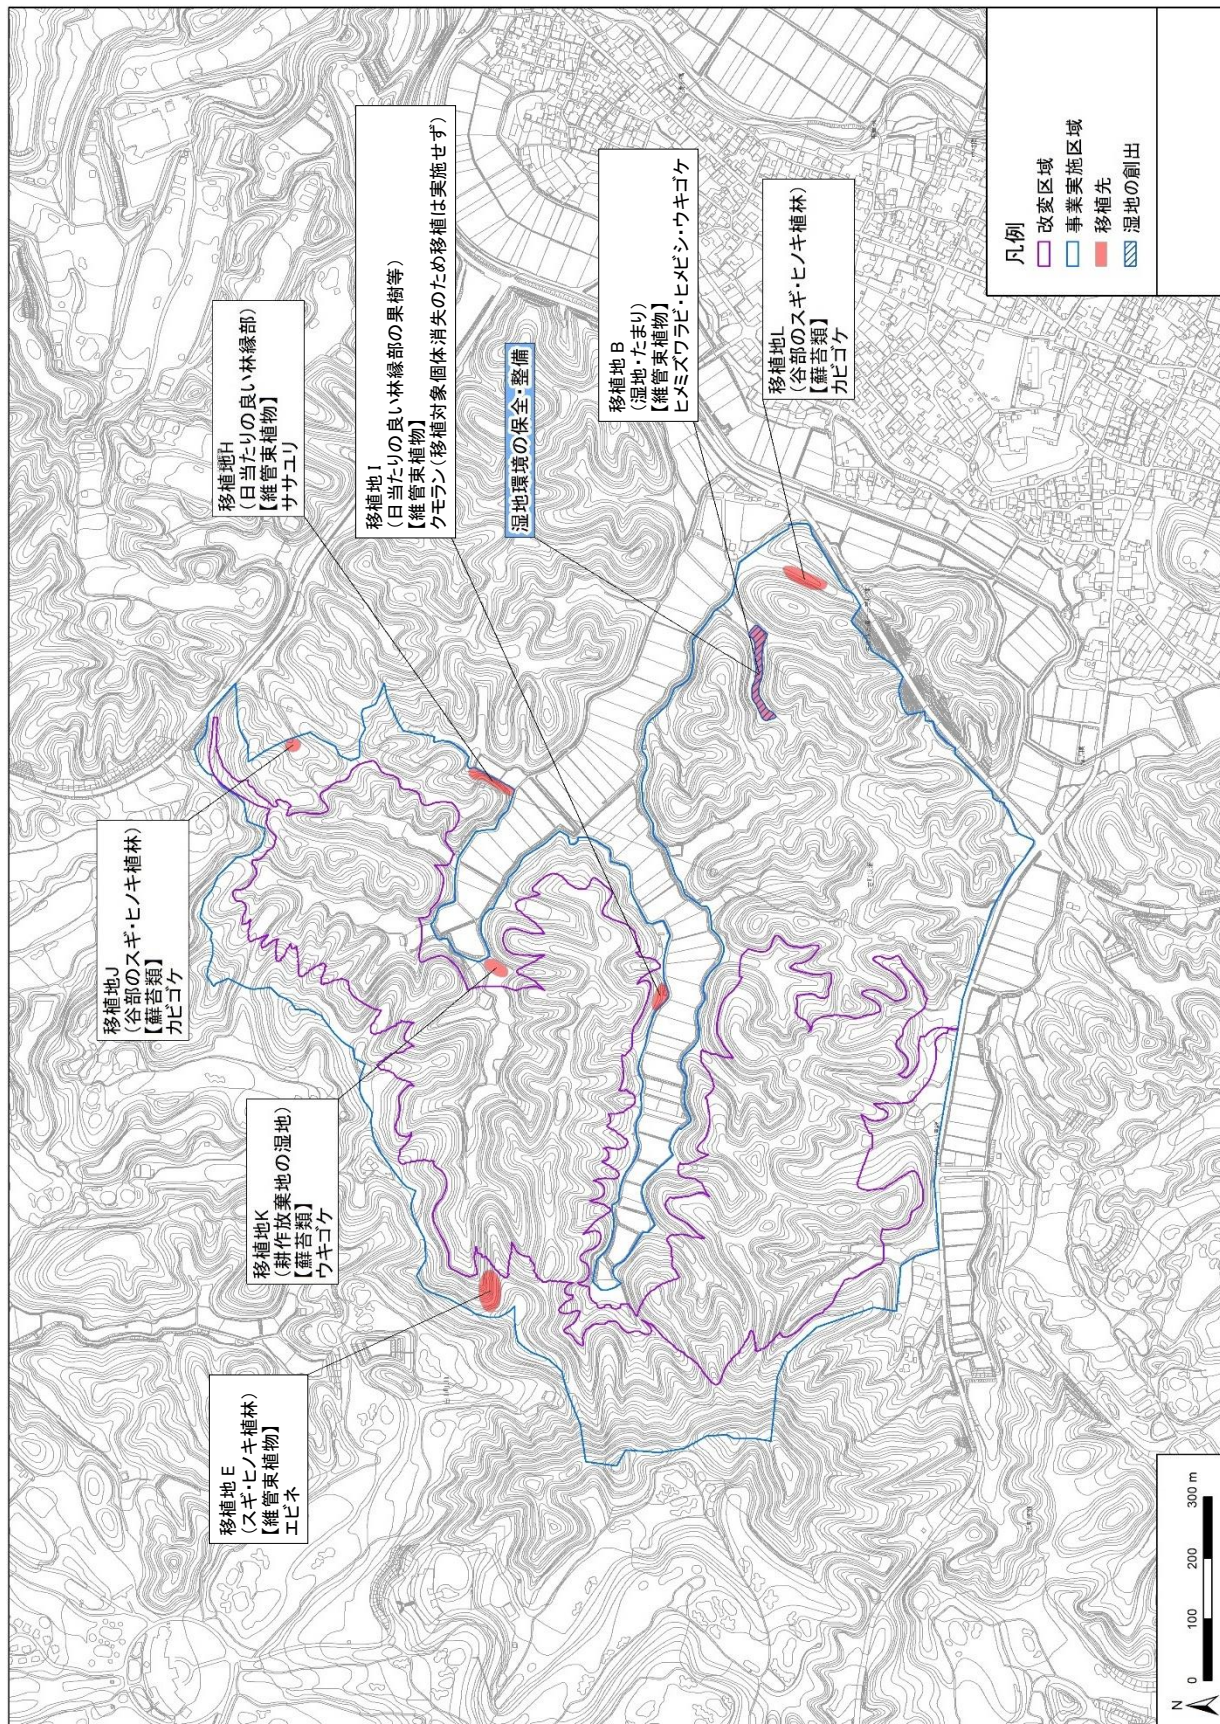 移植地H
(日当たりの良い林縁部)
【維管束植物】
ササユリ
移植地I
(日当たりの良い林縁部の果樹等)
【維管束植物】
クモラン(移植対象個体消失のため移植は実施せず)
湿地環境の保全・整備
移植地 B
(湿地・たまり)
【維管束植物】
ヒメミズワラビ・ヒメビシ・ウキゴケ
移植地L
(谷部のスギ・ヒノキ植林)
【蘚苔類】
カビゴケ
移植地J
(谷部のスギ・ヒノキ植林)
【蘚苔類】
カビゴケ
移植地K
(耕作放棄地の湿地)
【蘚苔類】
ウキゴケ
移植地 E
(スギ・ヒノキ植林)
【維管束植物】
エビネ
凡例
改変区域
事業実施区域
移植先
湿地の創出
N
0 100 200 300 m